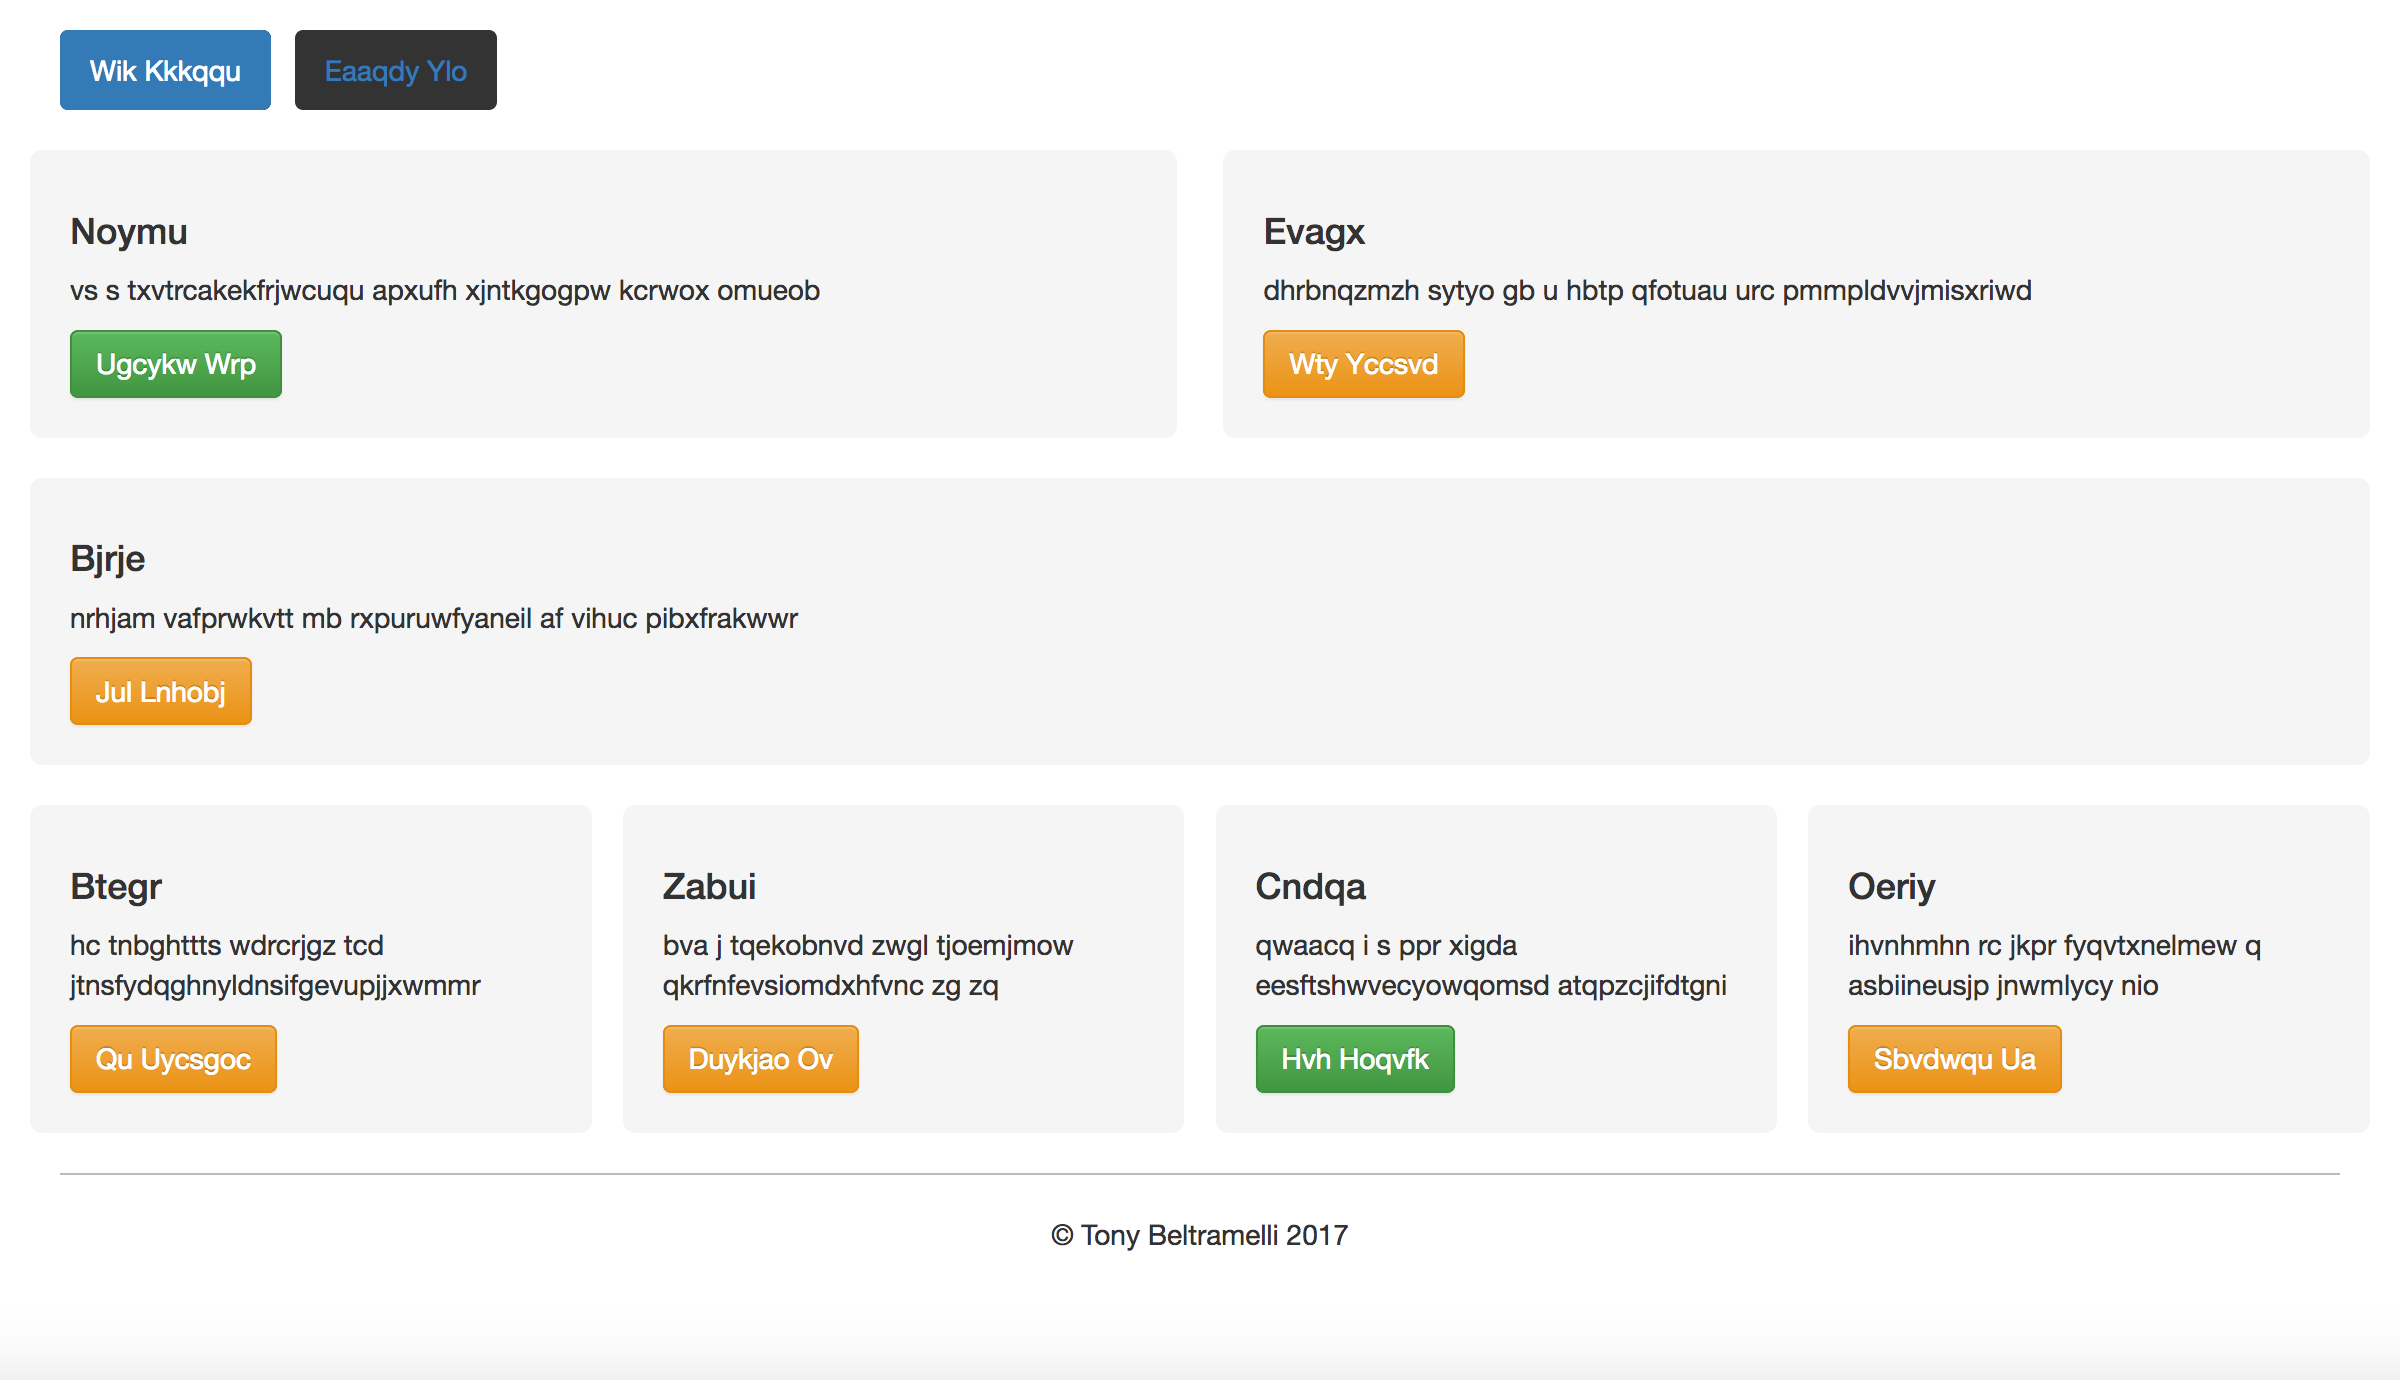 Wik Kkkqqu
Eaaqdy Ylo
Noymu
vs s txvtrcakekfrjwcuqu apxufh xjntkgogpw kcrwox omueob
Ugcykw Wrp
Evagx
dhrbnqzmzh sytyo gb u hbtp qfotuau urc pmmpldvvjmisxriwd
Wty Yccsvd
Bjrje
nrhjam vafprwkvtt mb rxpuruwfyaneil af vihuc pibxfrakwwr
Jul Lnhobj
Btegr
hc tnbghttts wdrcrjgz tcd
jtnsfydqghnyldnsifgevupjjxwmmr
Qu Uycsgoc
Zabui
bva j tqekobnvd zwgl tjoemjmow
qkrfnfevsiomdxhfvnc zg zq
Duykjao Ov
Cndqa
qwaacq i s ppr xigda
eesftshwvecyowqomsd atqpzcjifdtgni
Hvh Hoqvfk
Oeriy
ihvnhmhn rc jkpr fyqvtxnelmew q
asbiineusjp jnwmlycy nio
Sbvdwqu Ua
© Tony Beltramelli 2017